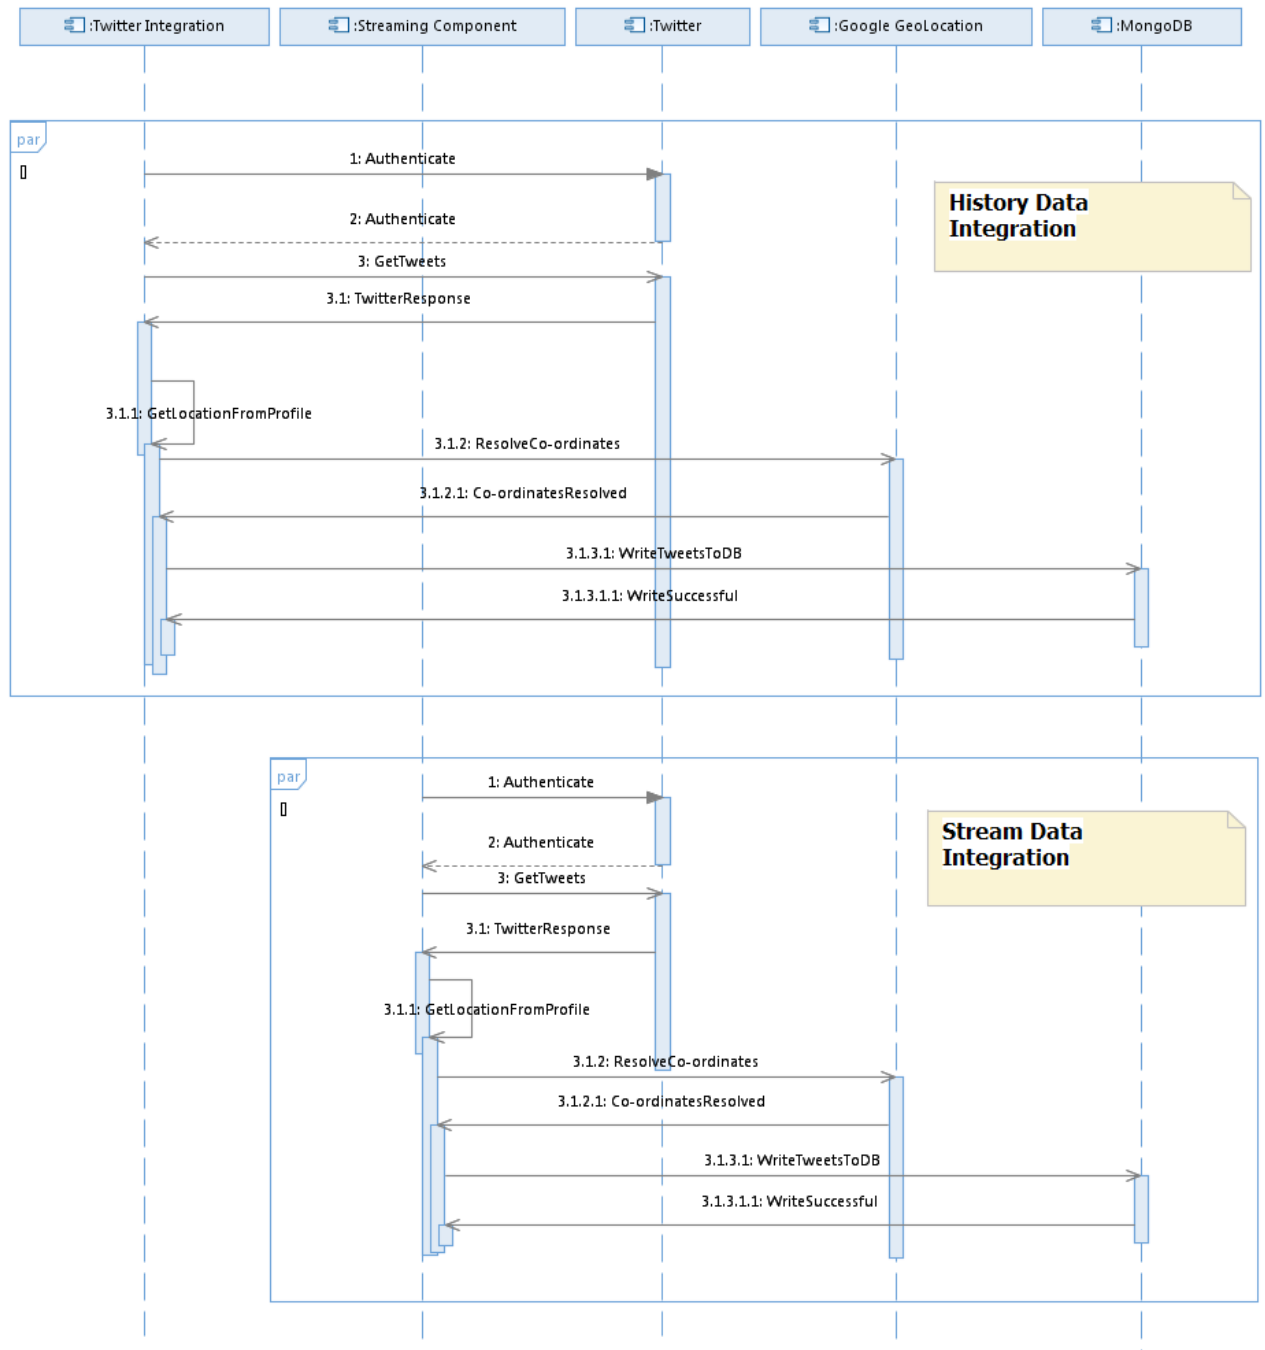 :Twitter Integration
:Streaming Component
:Twitter
:Google GeoLocation
:MongoDB
par
[]
1: Authenticate
2: Authenticate
3: GetTweets
3.1: TwitterResponse
3.1.1: GetLocationFromProfile
3.1.2: ResolveCo-ordinates
3.1.2.1: Co-ordinatesResolved
3.1.3.1: WriteTweetsToDB
3.1.3.1.1: WriteSuccessful
History Data
Integration
par
[]
1: Authenticate
2: Authenticate
3: GetTweets
3.1: TwitterResponse
3.1.1: GetLocationFromProfile
3.1.2: ResolveCo-ordinates
3.1.2.1: Co-ordinatesResolved
3.1.3.1: WriteTweetsToDB
3.1.3.1.1: WriteSuccessful
Stream Data
Integration